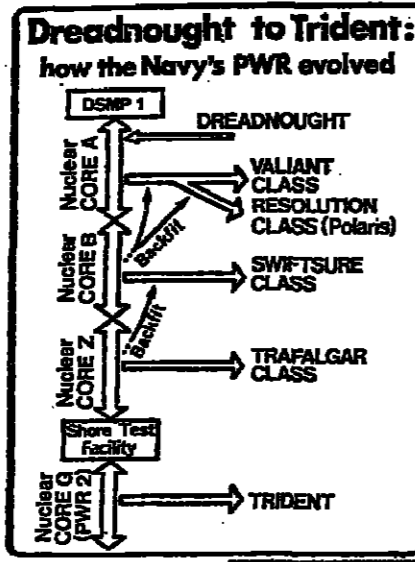 Dreadnought to Trident:
how the Navy's PWR evolved
DSMP 1
DREADNOUGHT
Nuclear
CORE A
VALIANT
CLASS
RESOLUTION
CLASS (Polaris)
Backfit
Nuclear
CORE B
SWIFTSURE
CLASS
Backfit
Nuclear
CORE Z
TRAFALGAR
CLASS
Shore Test
Facility
Nuclear
CORE G
(PWR 2)
TRIDENT